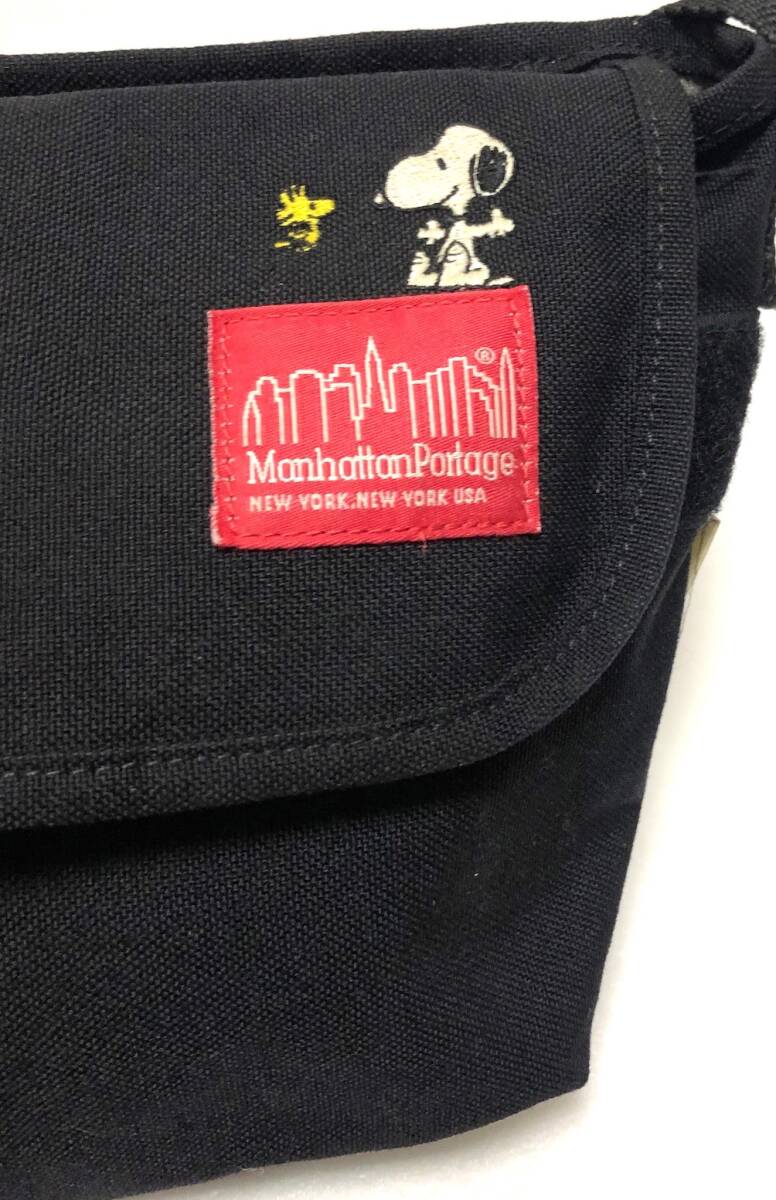 ®
ManhattanPortage
NEW YORK, NEW YORK USA